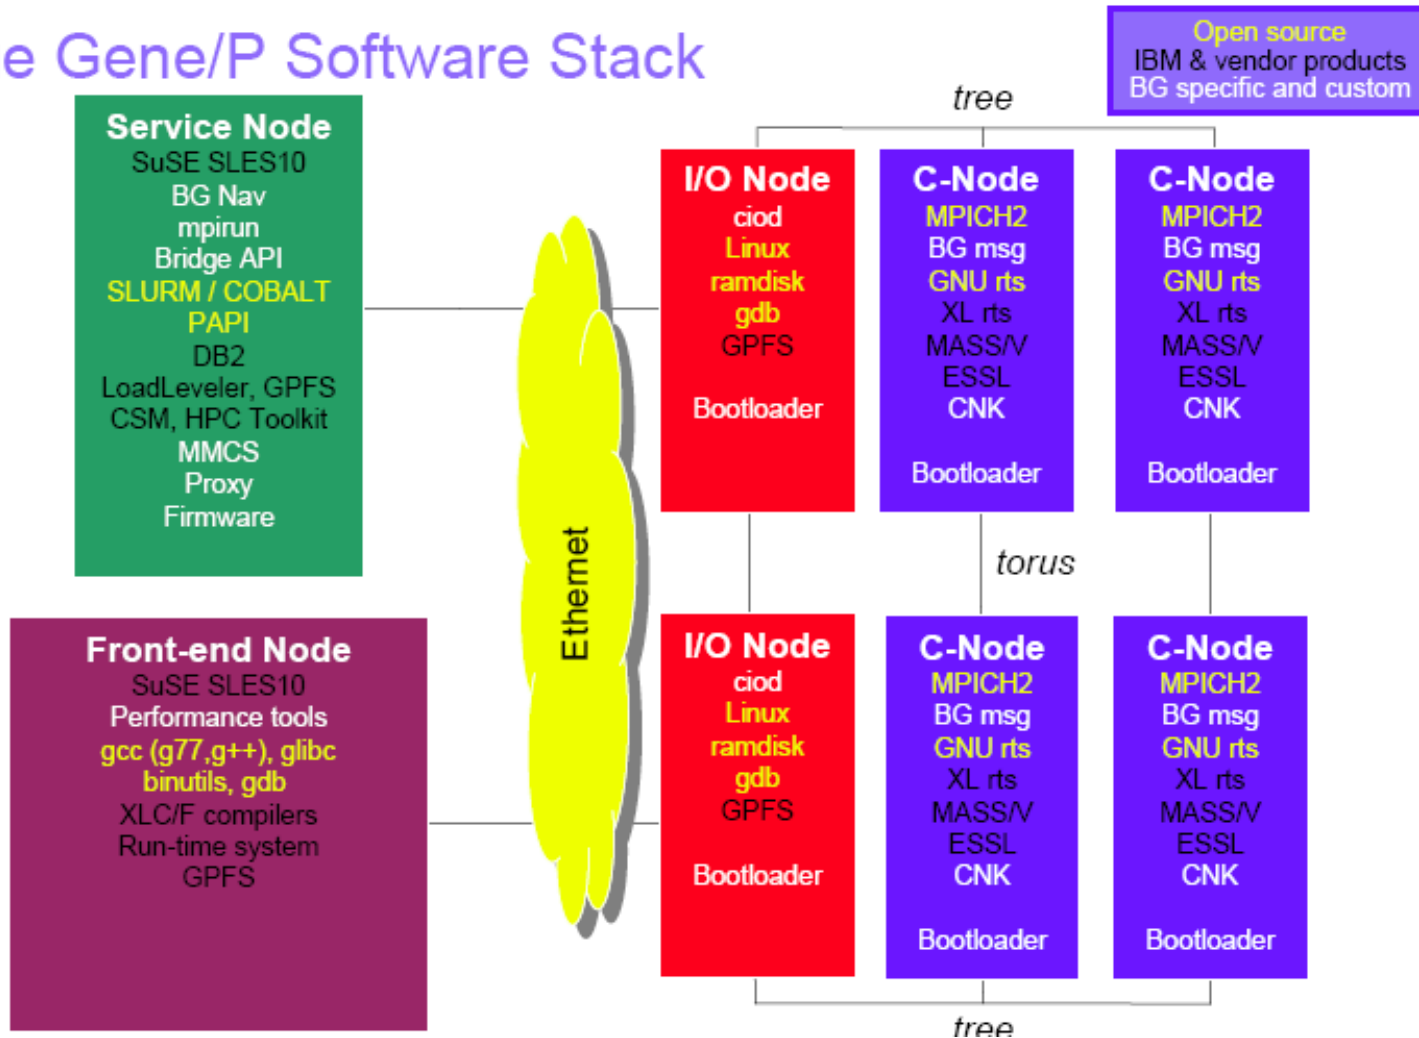 e Gene/P Software Stack
Open source
IBM & vendor products
BG specific and custom
tree
Service Node
SuSE SLES10
BG Nav
mpirun
Bridge API
SLURM / COBALT
PAPI
DB2
LoadLeveler, GPFS
CSM, HPC Toolkit
MMCS
Proxy
Firmware
Front-end Node
SuSE SLES10
Performance tools
gcc (g77,g++), glibc
binutils, gdb
XLC/F compilers
Run-time system
GPFS
Ethernet
I/O Node
ciod
Linux
ramdisk
gdb
GPFS
Bootloader
C-Node
MPICH2
BG msg
GNU rts
XL rts
MASS/V
ESSL
CNK
Bootloader
C-Node
MPICH2
BG msg
GNU rts
XL rts
MASS/V
ESSL
CNK
Bootloader
torus
I/O Node
ciod
Linux
ramdisk
gdb
GPFS
Bootloader
C-Node
MPICH2
BG msg
GNU rts
XL rts
MASS/V
ESSL
CNK
Bootloader
C-Node
MPICH2
BG msg
GNU rts
XL rts
MASS/V
ESSL
CNK
Bootloader
tree